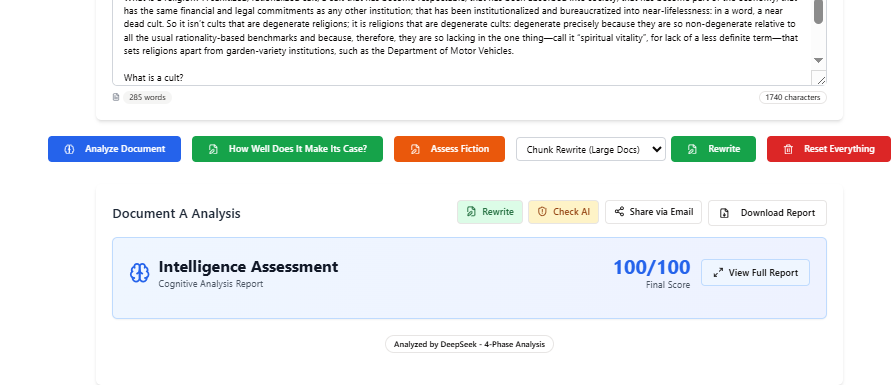 has the same financial and legal commitments as any other institution; that has been institutionalized and bureaucratized into near-lifelessness: in a word, a near
dead cult. So it isn't cults that are degenerate religions; it is religions that are degenerate cults: degenerate precisely because they are so non-degenerate relative to
all the usual rationality-based benchmarks and because, therefore, they are so lacking in the one thing—call it "spiritual vitality", for lack of a less definite term—that
sets religions apart from garden-variety institutions, such as the Department of Motor Vehicles.
What is a cult?
285 words
1740 characters
Analyze Document
How Well Does It Make Its Case?
Assess Fiction
Chunk Rewrite (Large Docs)
Rewrite
Reset Everything
Document A Analysis
Rewrite
Check AI
Share via Email
Download Report
Intelligence Assessment
Cognitive Analysis Report
100/100
Final Score
View Full Report
Analyzed by DeepSeek - 4-Phase Analysis